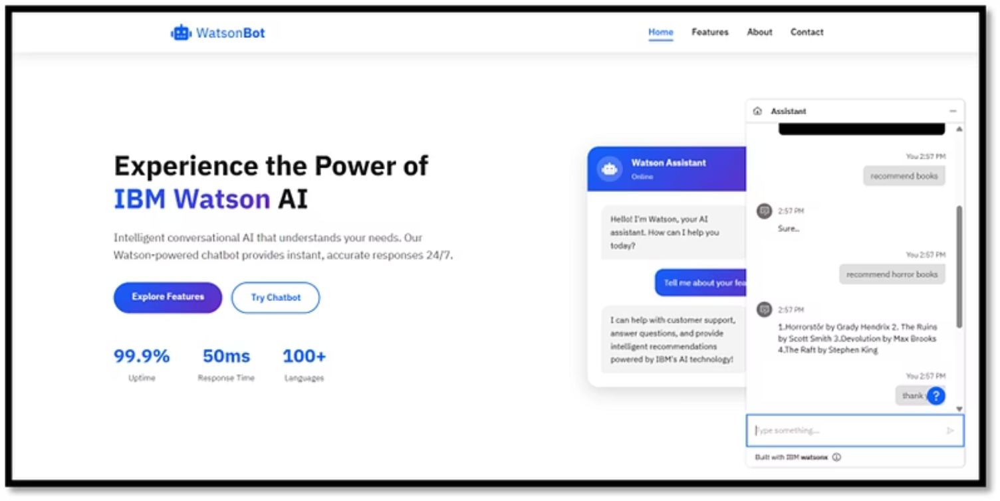 WatsonBot
Home Features About Contact
Experience the Power of
IBM Watson AI
Intelligent conversational AI that understands your needs. Our
Watson-powered chatbot provides instant, accurate responses 24/7.
Explore Features Try Chatbot
99.9% 50ms 100+
Uptime Response Time Languages
Watson Assistant
Online
Hello! I'm Watson, your AI
assistant. How can I help you
today?
Tell me about your
I can help with customer support,
answer questions, and provide
intelligent recommendations
powered by IBM's AI technology!
Assistant
You 2:57 PM
recommend books
2:57 PM
Sure..
You 2:57 PM
recommend horror books
2:57 PM
1.Horrorstör by Grady Hendrix 2. The Ruins
by Scott Smith 3.Devolution by Max Brooks
4.The Raft by Stephen King
You 2:57 PM
thank
?
Type something...
Built with IBM watsonx